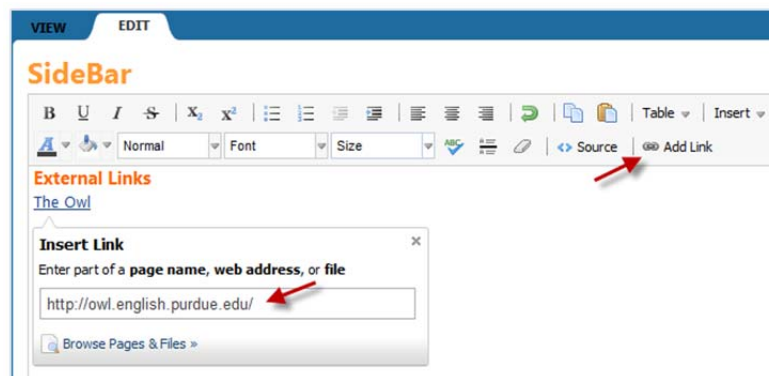 VIEW EDIT
SideBar
B U I S X₂ X² Table Insert
A Normal Font Size ABC <> Source Add Link
External Links
The Owl
Insert Link ×
Enter part of a page name, web address, or file
http://owl.english.purdue.edu/
Browse Pages & Files »